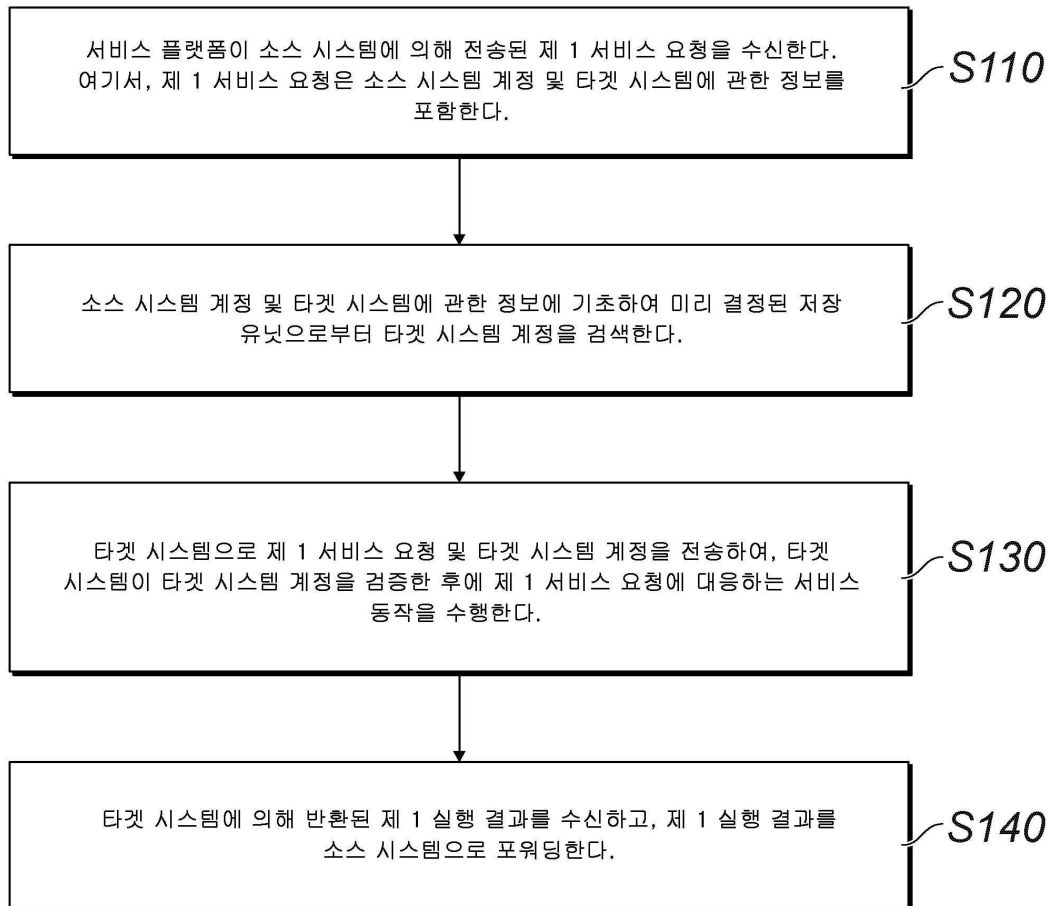 서비스 플랫폼이 소스 시스템에 의해 전송된 제 1 서비스 요청을 수신한다.
여기서, 제 1 서비스 요청은 소스 시스템 계정 및 타겟 시스템에 관한 정보를
포함한다.
S110
소스 시스템 계정 및 타겟 시스템에 관한 정보에 기초하여 미리 결정된 저장
유닛으로부터 타겟 시스템 계정을 검색한다.
S120
타겟 시스템으로 제 1 서비스 요청 및 타겟 시스템 계정을 전송하여, 타겟
시스템이 타겟 시스템 계정을 검증한 후에 제 1 서비스 요청에 대응하는 서비스
동작을 수행한다.
S130
타겟 시스템에 의해 반환된 제 1 실행 결과를 수신하고, 제 1 실행 결과를
소스 시스템으로 포워딩한다.
S140